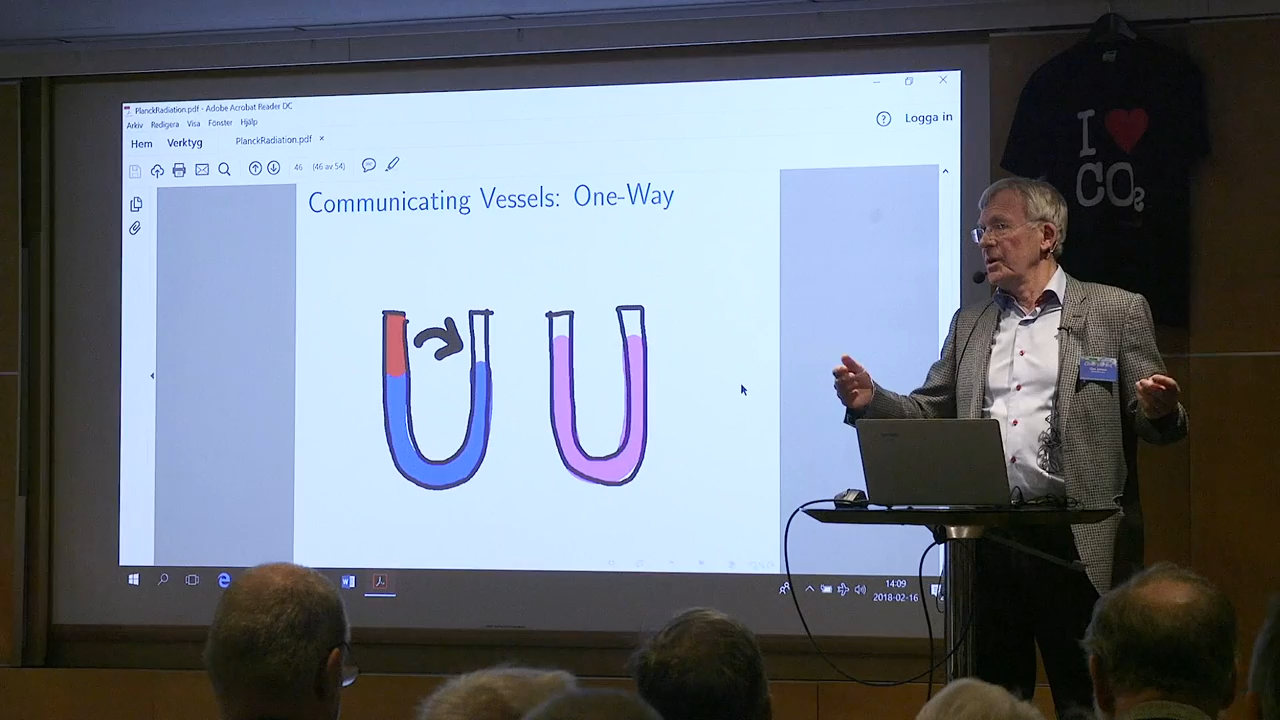 PlanckRadiation.pdf - Adobe Acrobat Reader DC
Arkiv Redigera Visa Fönster Hjälp
Hem Verktyg PlanckRadiation.pdf ×
? Logga in
46 (46 av 54)
Communicating Vessels: One-Way
14:09
2018-02-16
I
CO₂